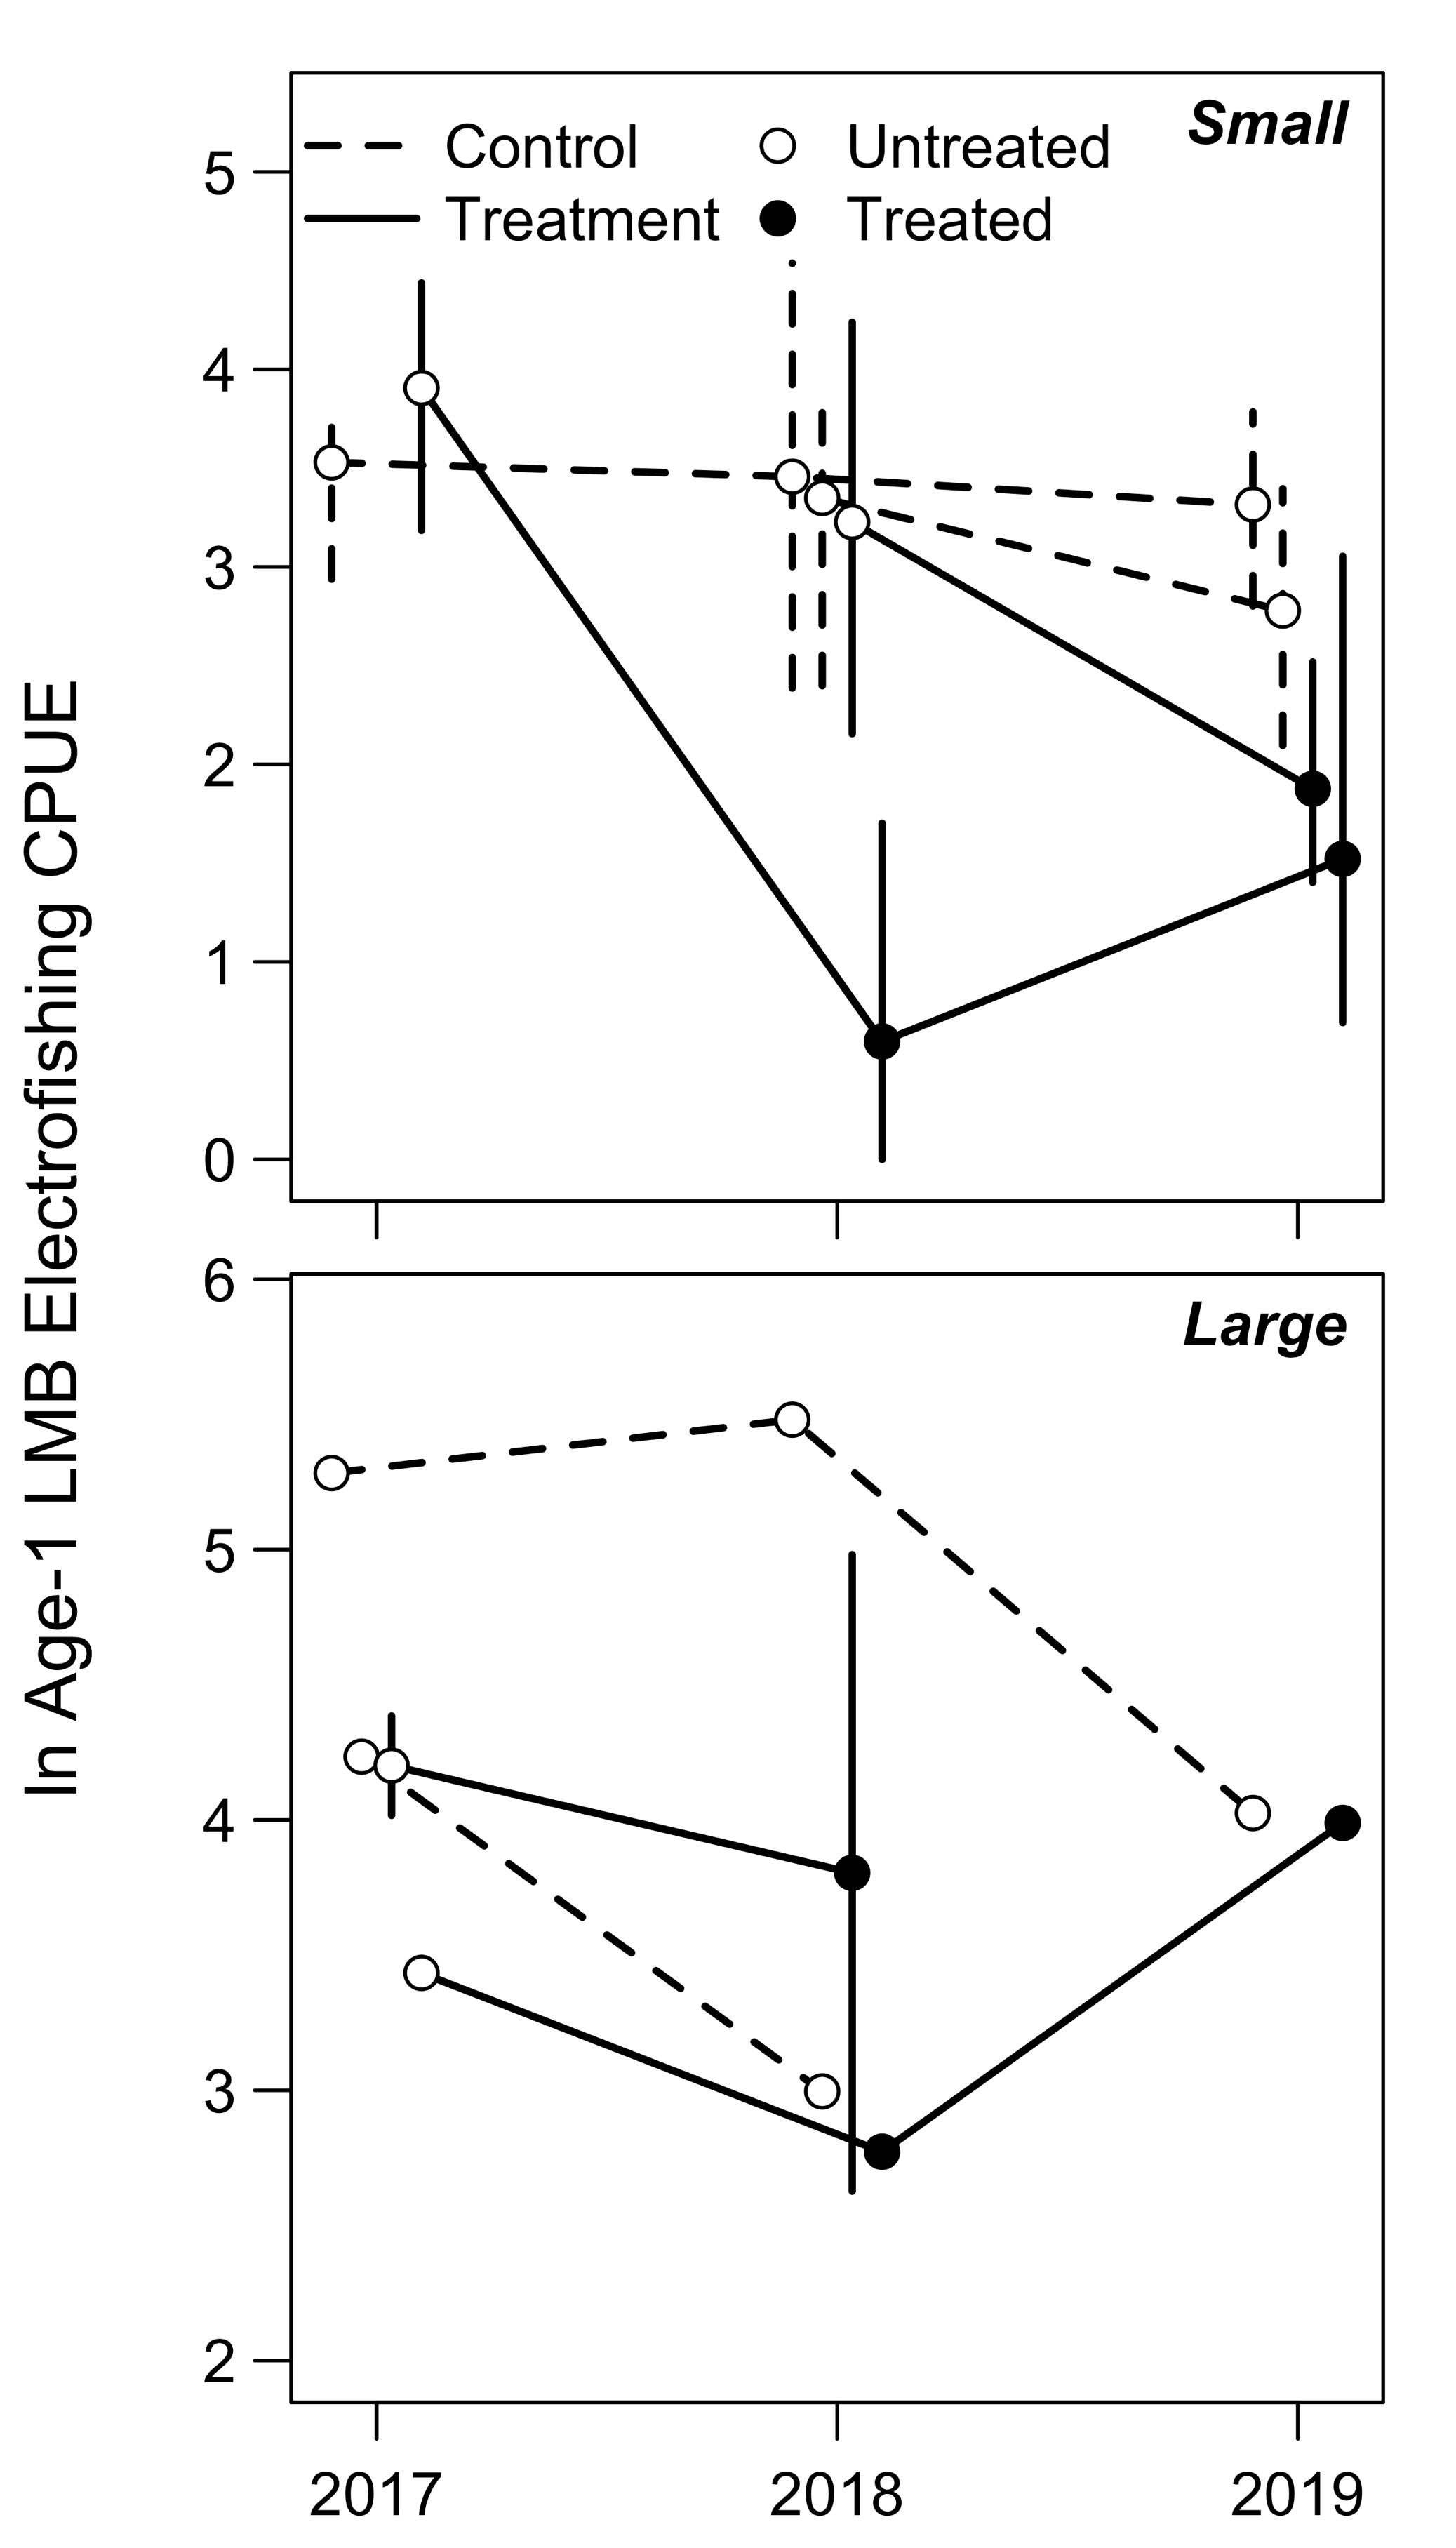 ln Age-1 LMB Electrofishing CPUE
Small
Control Untreated
Treatment Treated
5
4
3
2
1
0
Large
6
5
4
3
2
2017 2018 2019